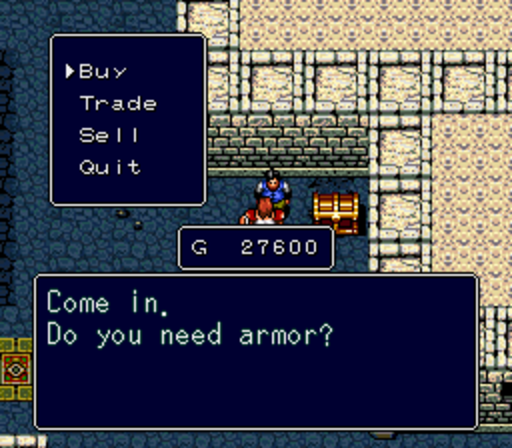 Buy
Trade
Sell
Quit
G 27600
Come in.
Do you need armor?